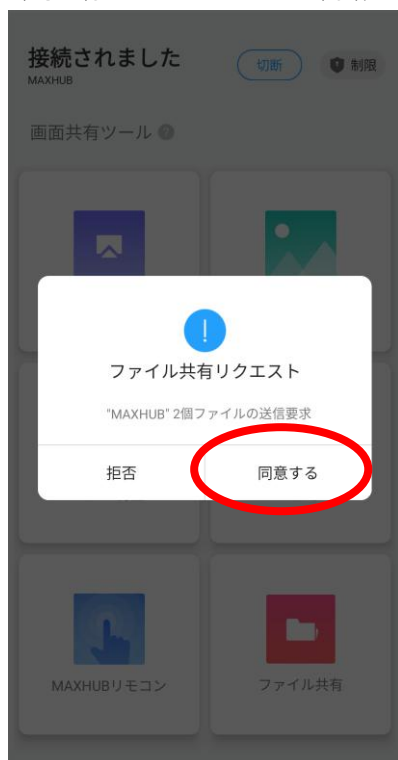 接続されました
MAXHUB
切断
制限
画面共有ツール
ファイル共有リクエスト
"MAXHUB" 2個ファイルの送信要求
拒否
同意する
MAXHUBリモコン
ファイル共有